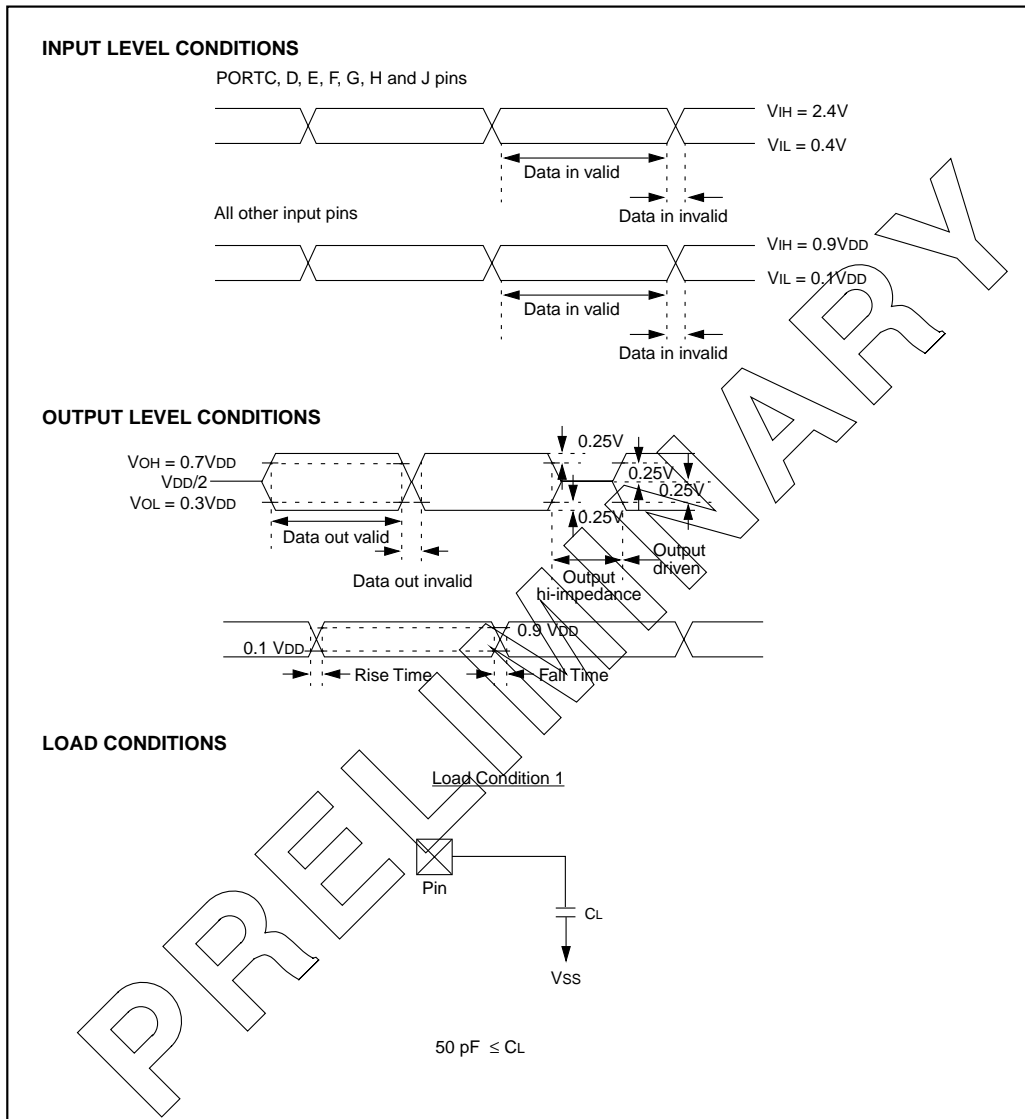 INPUT LEVEL CONDITIONS
PORTC, D, E, F, G, H and J pins
VIH = 2.4V
VIL = 0.4V
Data in valid
Data in invalid
All other input pins
VIH = 0.9VDD
VIL = 0.1VDD
Data in valid
Data in invalid
OUTPUT LEVEL CONDITIONS
0.25V
VOH = 0.7VDD
0.25V
VDD/2
0.25V
VOL = 0.3VDD
0.25V
Data out valid
Data out invalid
Output
hi-impedance
Output
driven
0.9 VDD
0.1 VDD
Rise Time
Fall Time
LOAD CONDITIONS
Load Condition 1
Pin
CL
VSS
50 pF ≤ CL
PRELIMINARY